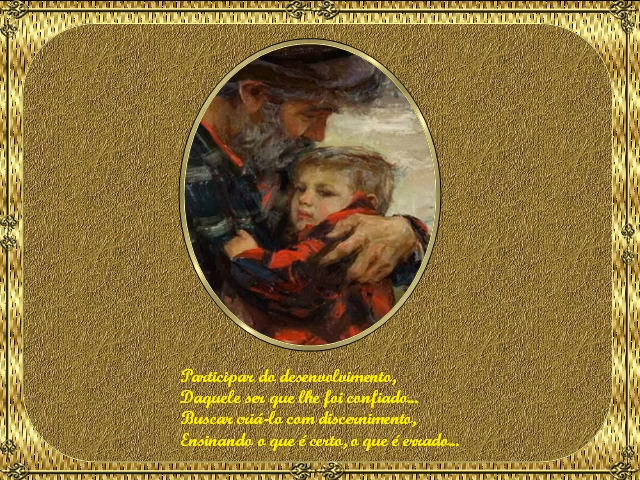 Participar do desenvolvimento,
Daquele ser que lhe foi confiado...
Buscar criá-lo com discernimento,
Ensinando o que é certo, o que é errado...